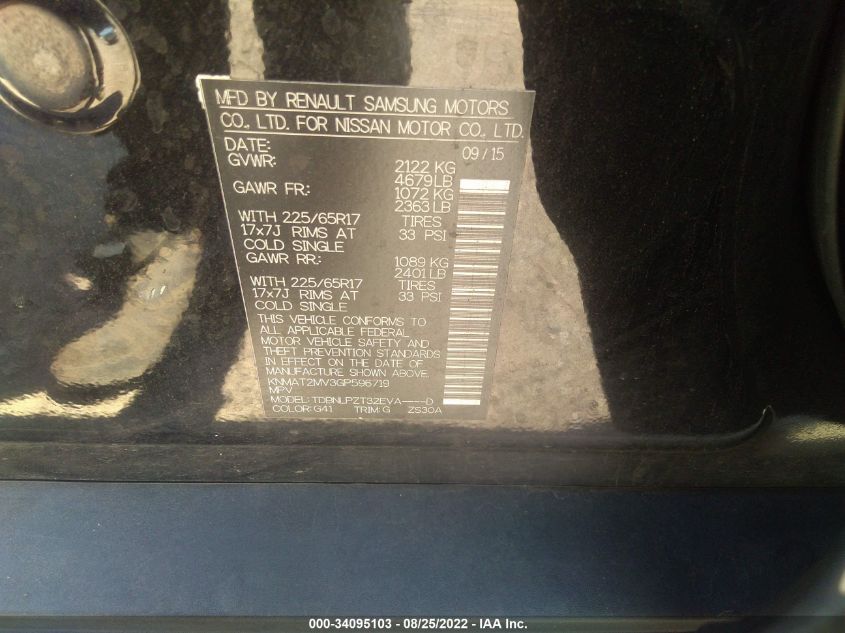 MFD BY RENAULT SAMSUNG MOTORS
CO., LTD. FOR NISSAN MOTOR CO., LTD.
DATE: 09/15
GVWR: 2122 KG
4679 LB
GAWR FR: 1072 KG
2363 LB
WITH 225/65R17 TIRES
17x7J RIMS AT 33 PSI
COLD SINGLE
GAWR RR: 1089 KG
2401 LB
WITH 225/65R17 TIRES
17x7J RIMS AT 33 PSI
COLD SINGLE
THIS VEHICLE CONFORMS TO
ALL APPLICABLE FEDERAL
MOTOR VEHICLE SAFETY AND
THEFT PREVENTION STANDARDS
IN EFFECT ON THE DATE OF
MANUFACTURE SHOWN ABOVE.
KNMAT2MV3GP596719
MPV
MODEL: TDBNLPZT32EVA----D
COLOR: G41 TRIM: G ZS30A
000-34095103 - 08/25/2022 - IAA Inc.